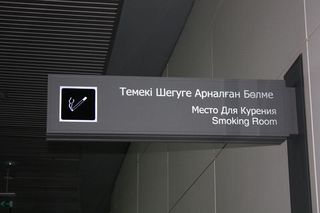 Темекі Шегуге Арналған Бөлме
Место Для Курения
Smoking Room